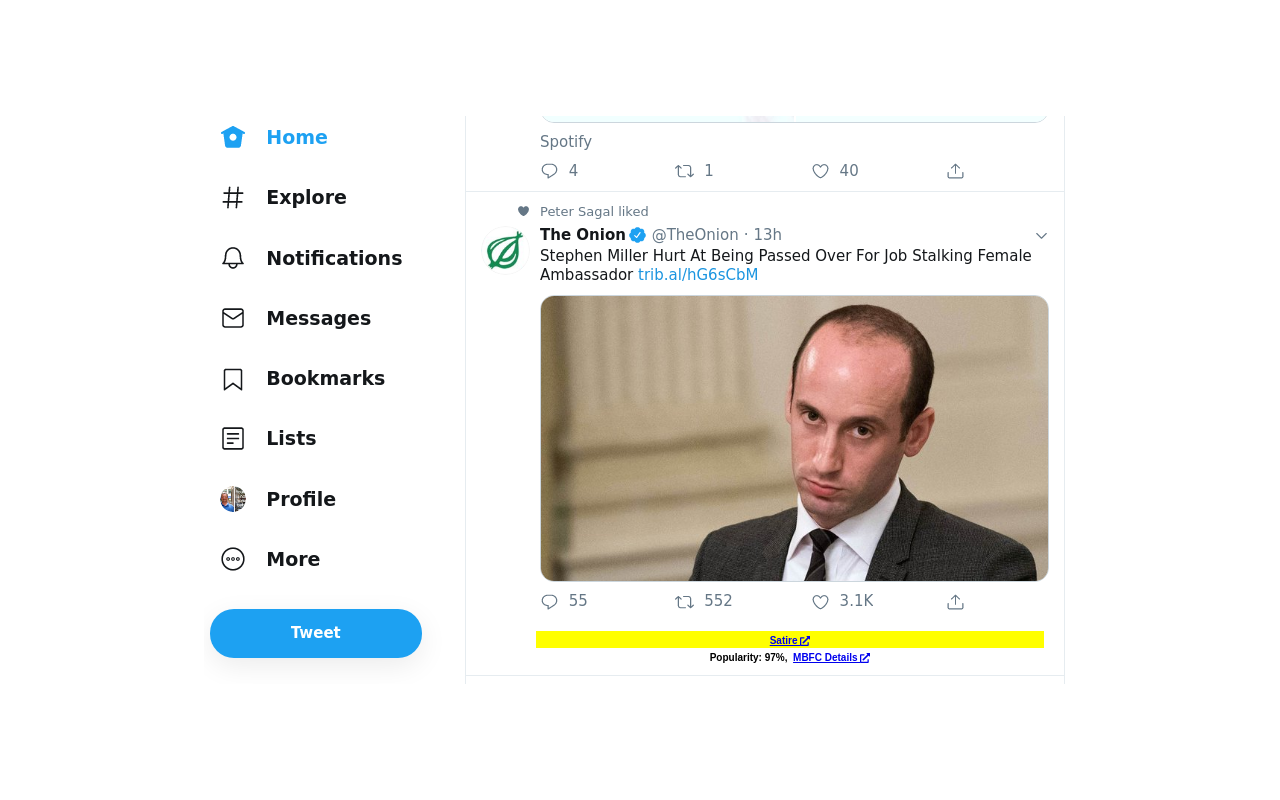 Home
Explore
Notifications
Messages
Bookmarks
Lists
Profile
More
Tweet
Spotify
4 1 40
Peter Sagal liked
The Onion @TheOnion · 13h
Stephen Miller Hurt At Being Passed Over For Job Stalking Female
Ambassador trib.al/hG6sCbM
55 552 3.1K
Satire
Popularity: 97%, MBFC Details